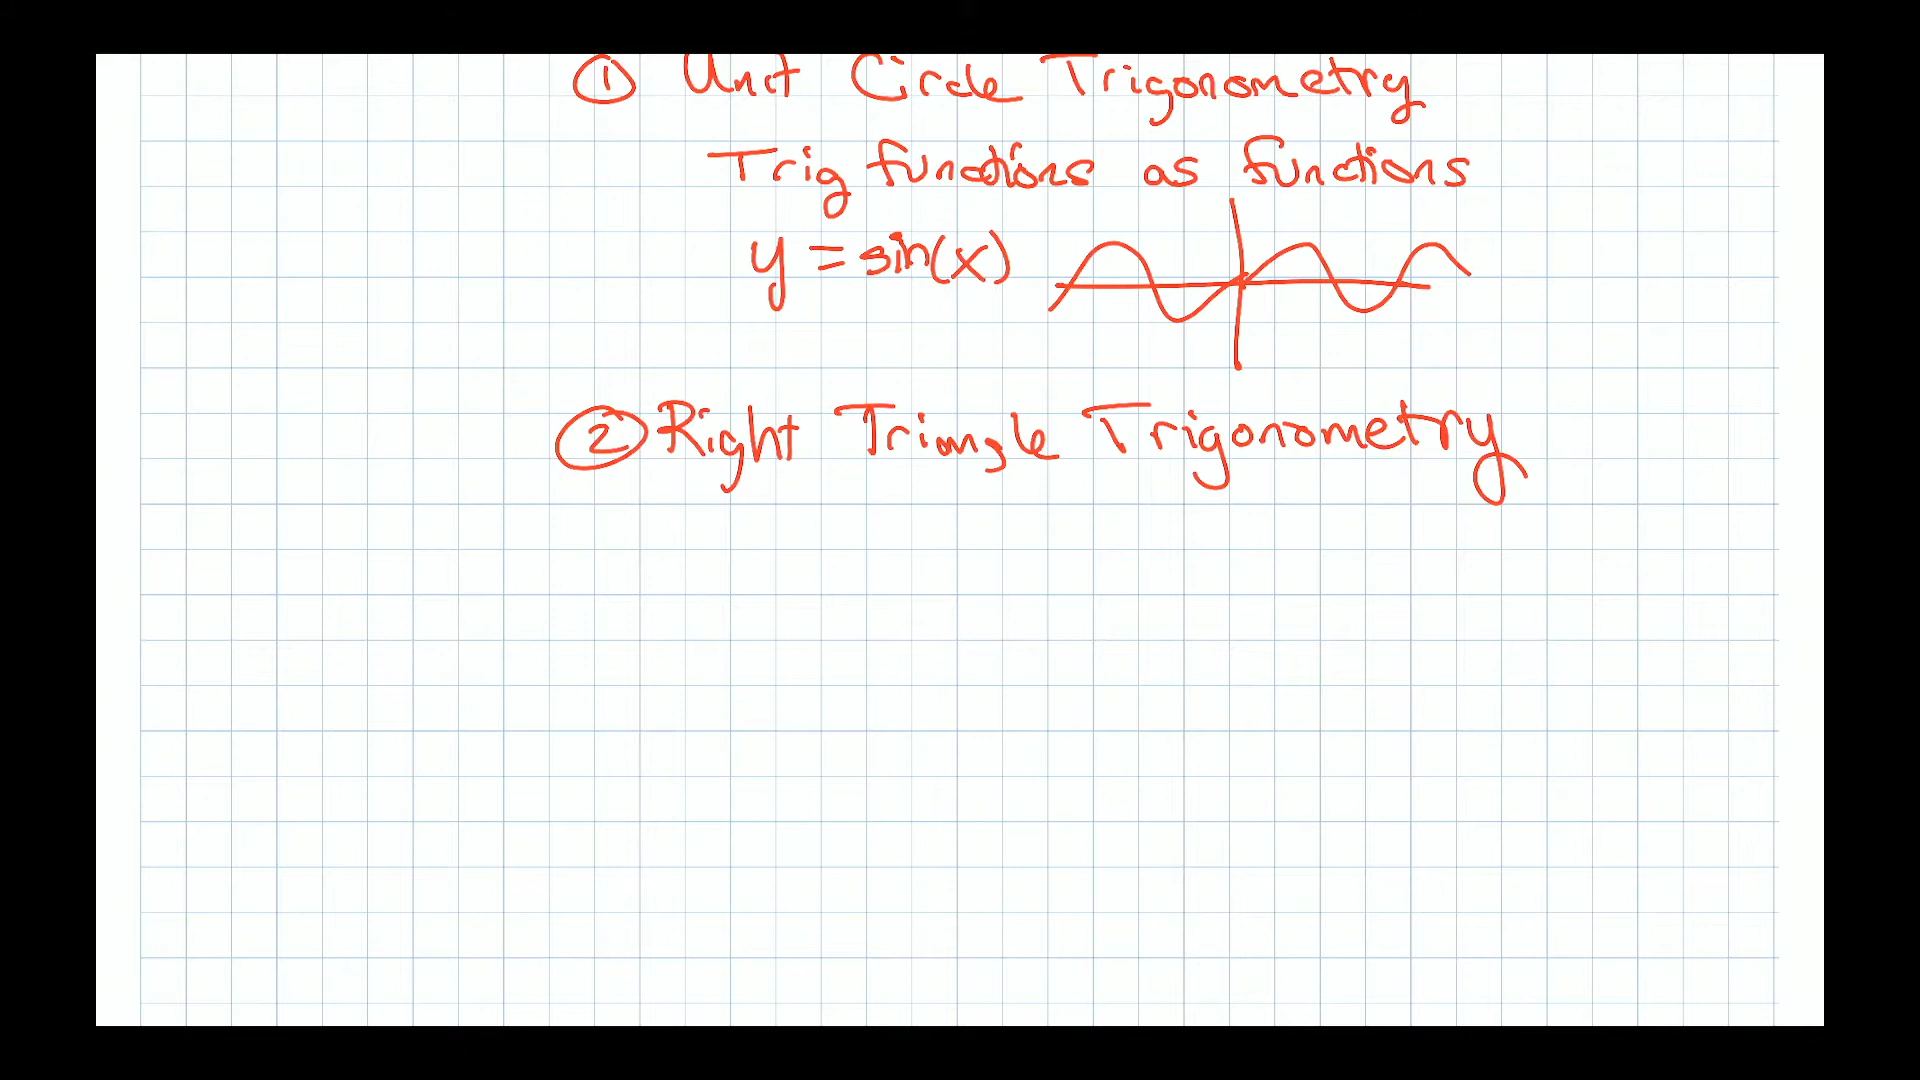 ① Unit Circle Trigonometry
Trig functions as functions
y = sin(x)
② Right Triangle Trigonometry